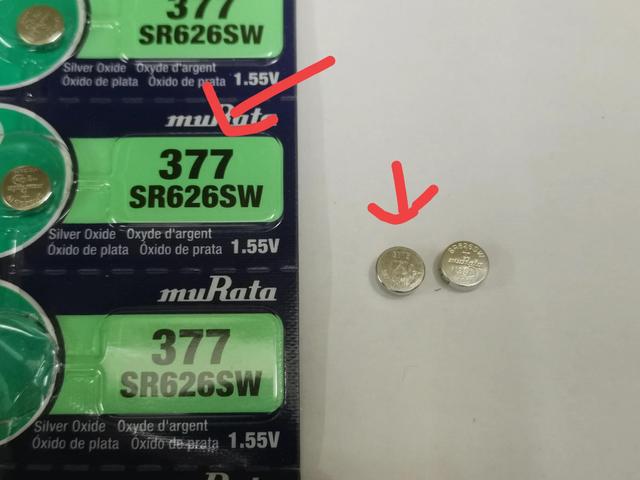 377
SR626SW
Silver Oxide Oxyde d'argent
Óxido de plata Óxido de prata 1.55V
muRata
377
SR626SW
Silver Oxide Oxyde d'argent
Óxido de plata Óxido de prata 1.55V
SR626SW
muRata
muRata
377
SR626SW
Silver Oxide Oxyde d'argent
Óxido de plata Óxido de prata 1.55V